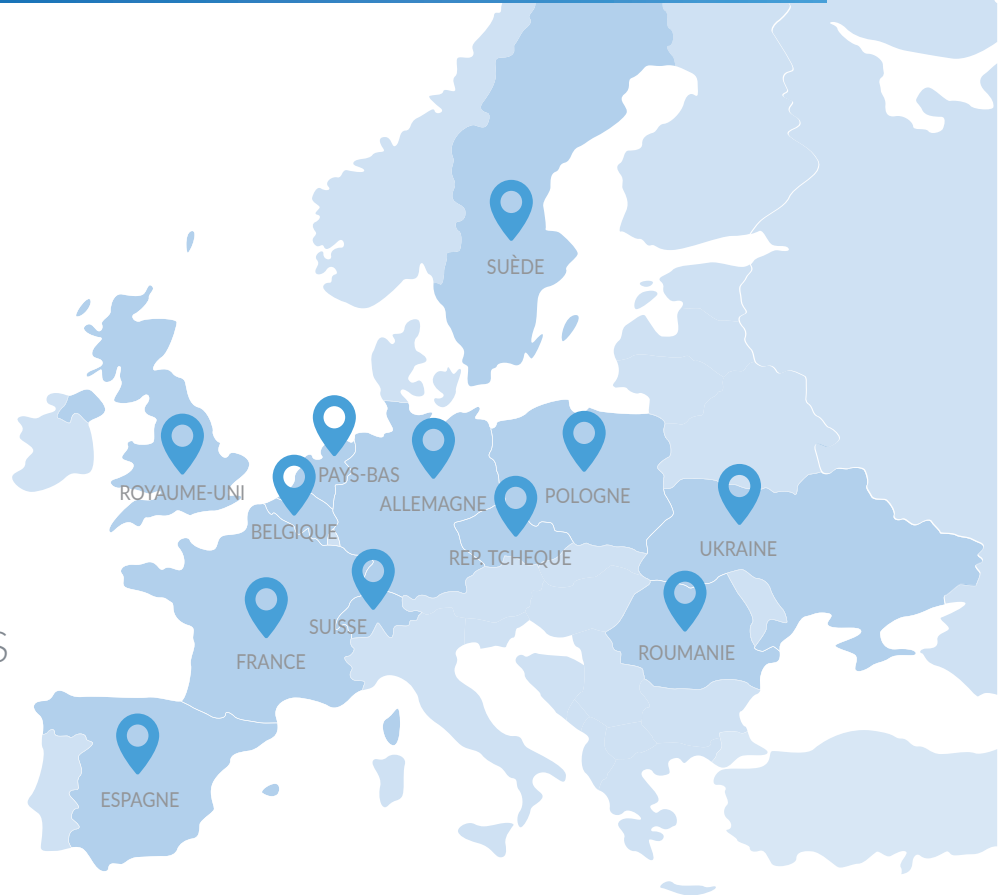 SUÈDE
PAYS-BAS
ROYAUME-UNI
ALLEMAGNE
POLOGNE
BELGIQUE
UKRAINE
REP. TCHEQUE
SUISSE
ROUMANIE
FRANCE
ESPAGNE